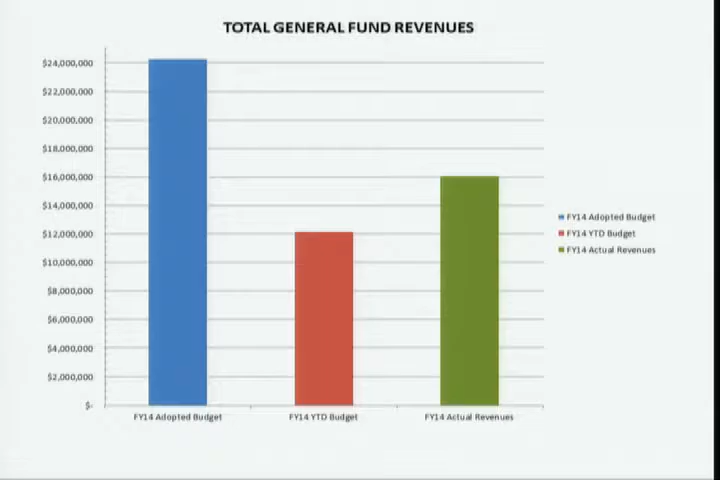 TOTAL GENERAL FUND REVENUES
$24,000,000
$22,000,000
$20,000,000
$18,000,000
$16,000,000
$14,000,000
$12,000,000
$10,000,000
$8,000,000
$6,000,000
$4,000,000
$2,000,000
$-
FY14 Adopted Budget
FY14 YTD Budget
FY14 Actual Revenues
FY14 Adopted Budget
FY14 YTD Budget
FY14 Actual Revenues